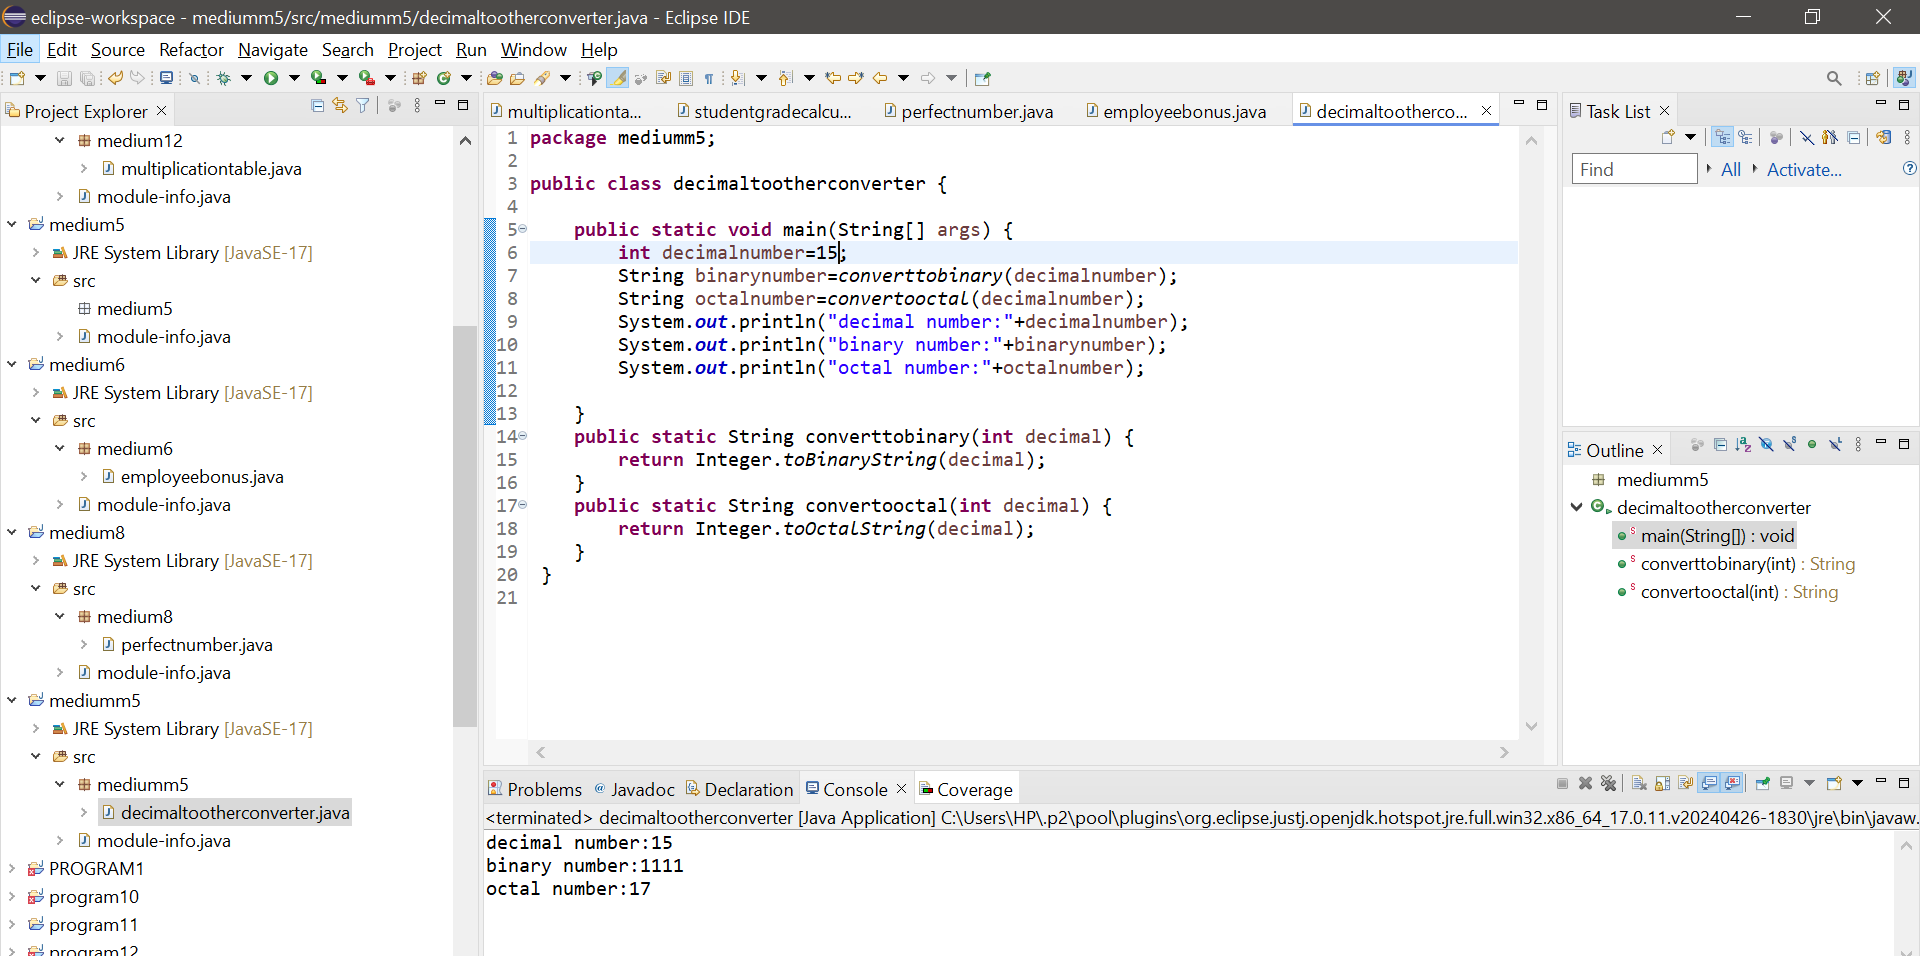 eclipse-workspace - mediumm5/src/mediumm5/decimaltootherconverter.java - Eclipse IDE
File Edit Source Refactor Navigate Search Project Run Window Help
Project Explorer
medium12
multiplicationtable.java
module-info.java
medium5
JRE System Library [JavaSE-17]
src
medium5
module-info.java
medium6
JRE System Library [JavaSE-17]
src
medium6
employeebonus.java
module-info.java
medium8
JRE System Library [JavaSE-17]
src
medium8
perfectnumber.java
module-info.java
mediumm5
JRE System Library [JavaSE-17]
src
mediumm5
decimaltootherconverter.java
module-info.java
PROGRAM1
program10
program11
program12
multiplicationta... studentgradecalcu... perfectnumber.java employeebonus.java decimaltootherco...
1 package mediumm5;
2
3 public class decimaltootherconverter {
4
5 public static void main(String[] args) {
6 int decimalnumber=15;
7 String binarynumber=converttobinary(decimalnumber);
8 String octalnumber=convertooctal(decimalnumber);
9 System.out.println("decimal number:"+decimalnumber);
10 System.out.println("binary number:"+binarynumber);
11 System.out.println("octal number:"+octalnumber);
12
13 }
14 public static String converttobinary(int decimal) {
15 return Integer.toBinaryString(decimal);
16 }
17 public static String convertooctal(int decimal) {
18 return Integer.toOctalString(decimal);
19 }
20 }
21
Task List
Find All Activate...
Outline
mediumm5
decimaltootherconverter
main(String[]) : void
converttobinary(int) : String
convertooctal(int) : String
Problems Javadoc Declaration Console Coverage
<terminated> decimaltootherconverter [Java Application] C:\Users\HP\.p2\pool\plugins\org.eclipse.justj.openjdk.hotspot.jre.full.win32.x86_64_17.0.11.v20240426-1830\jre\bin\javaw.
decimal number:15
binary number:1111
octal number:17